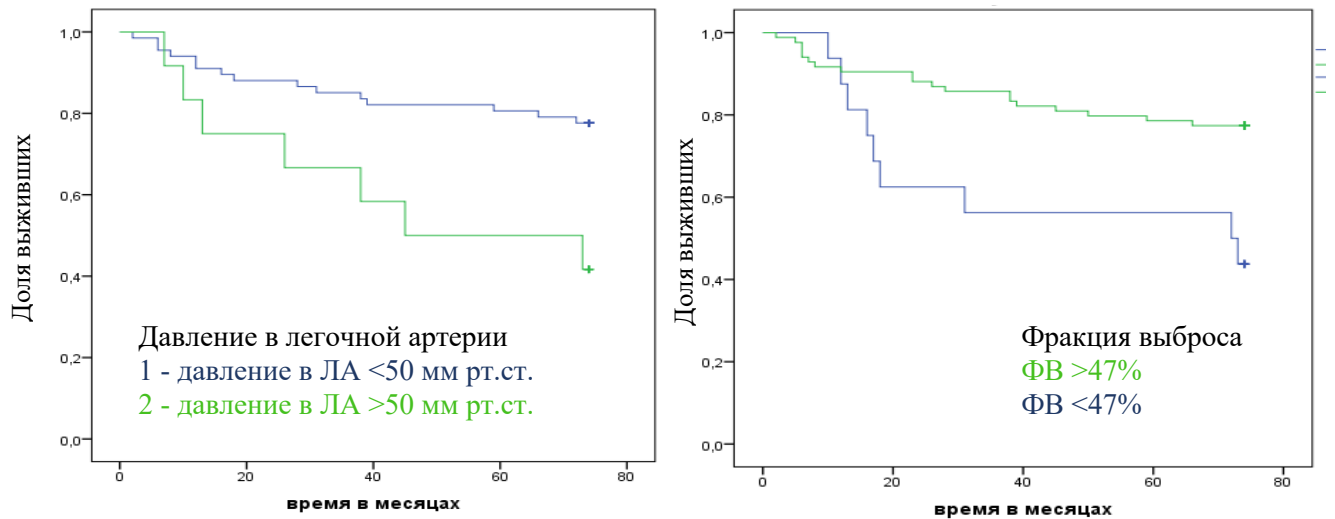 Доля выживших
1,0
0,8
0,6
0,4
0,2
0,0
Давление в легочной артерии
1 - давление в ЛА <50 мм рт.ст.
2 - давление в ЛА >50 мм рт.ст.
0 20 40 60 80
время в месяцах
Доля выживших
1,0
0,8
0,6
0,4
0,2
0,0
Фракция выброса
ФВ >47%
ФВ <47%
0 20 40 60 80
время в месяцах